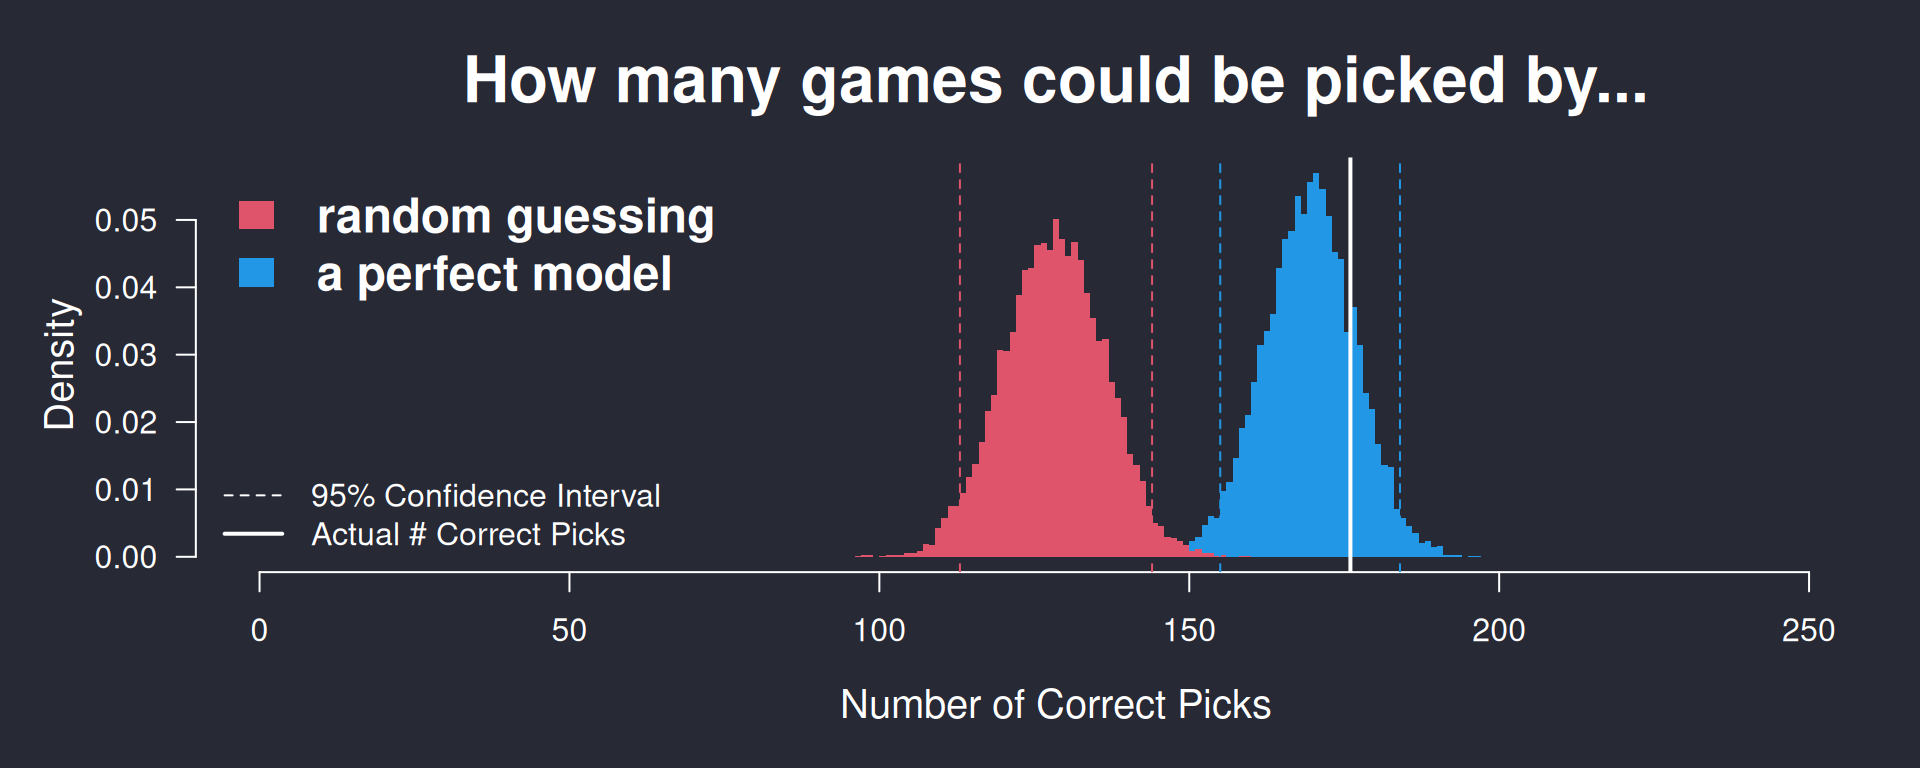 How many games could be picked by...
random guessing
a perfect model
95% Confidence Interval
Actual # Correct Picks
Density
0.05
0.04
0.03
0.02
0.01
0.00
0 50 100 150 200 250
Number of Correct Picks